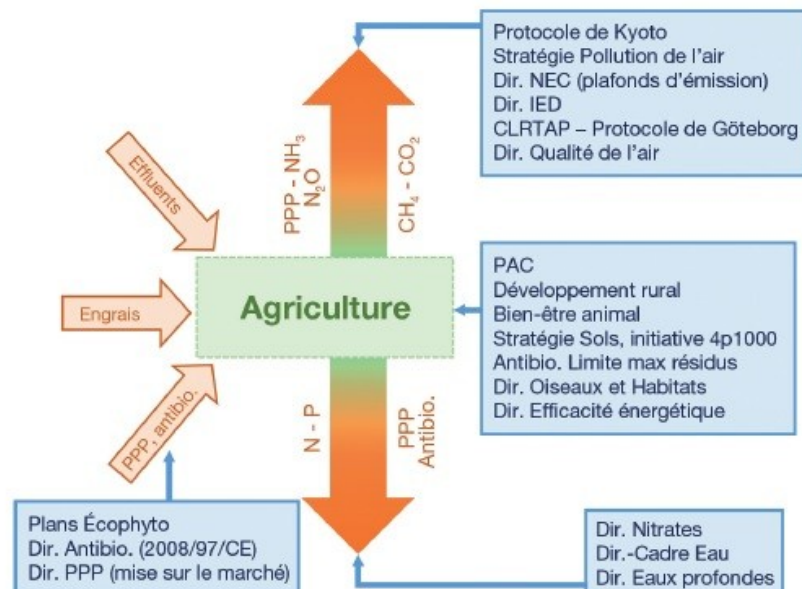 Protocole de Kyoto
Stratégie Pollution de l'air
Dir. NEC (plafonds d'émission)
Dir. IED
CLRTAP – Protocole de Göteborg
Dir. Qualité de l'air
Effluents
PPP - NH₃
N₂O
CH₄ - CO₂
Engrais
Agriculture
PAC
Développement rural
Bien-être animal
Stratégie Sols, initiative 4p1000
Antibio. Limite max résidus
Dir. Oiseaux et Habitats
Dir. Efficacité énergétique
PPP, antibio.
N - P
PPP
Antibio.
Plans Écophyto
Dir. Antibio. (2008/97/CE)
Dir. PPP (mise sur le marché)
Dir. Nitrates
Dir.-Cadre Eau
Dir. Eaux profondes